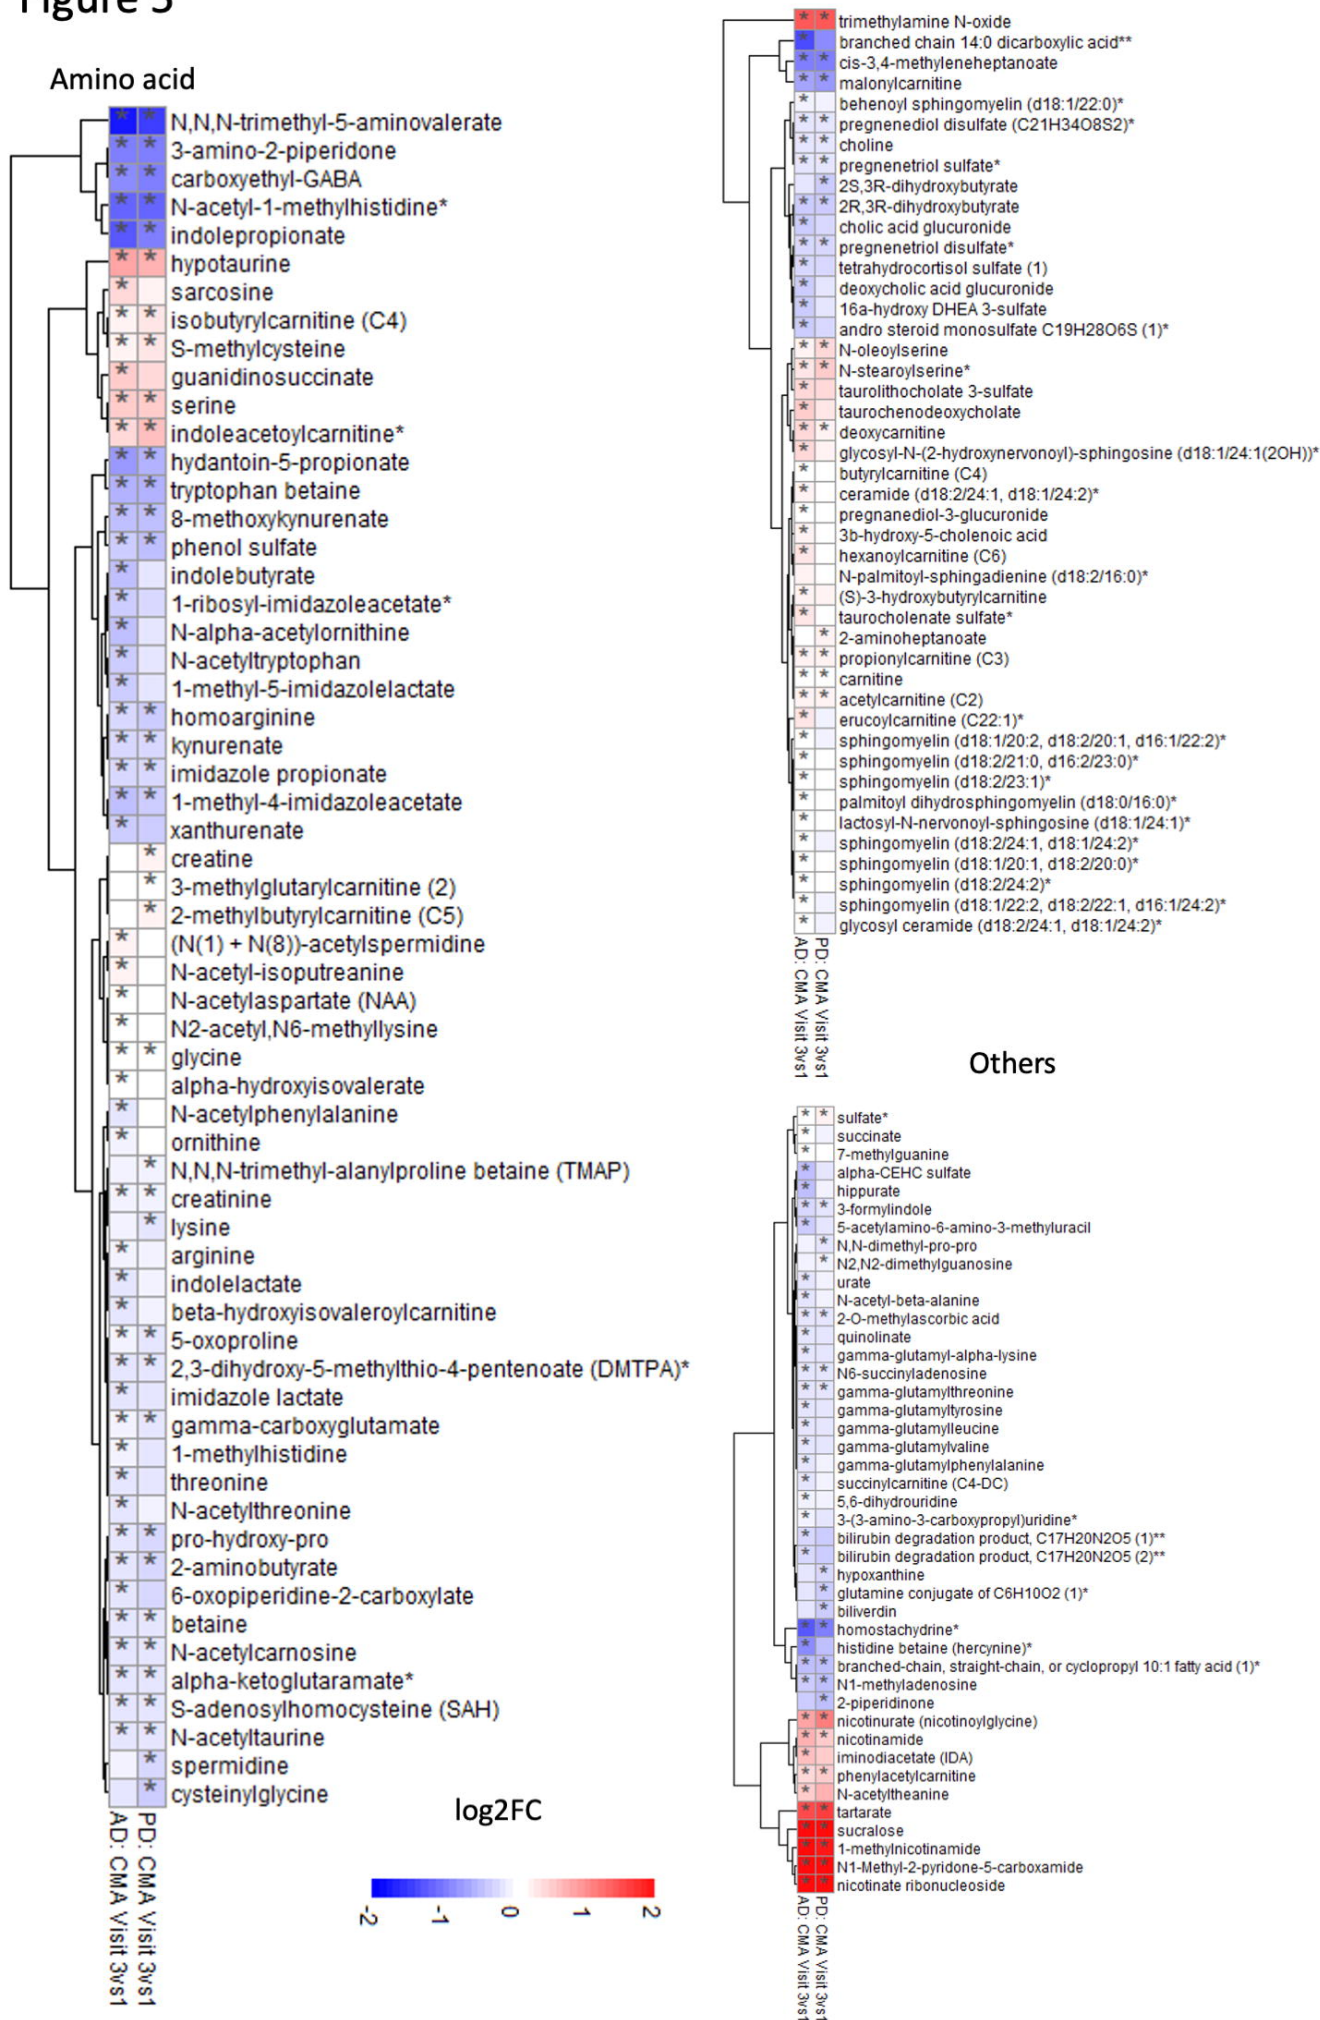 Figure 3
Amino acid
N,N,N-trimethyl-5-aminovalerate
3-amino-2-piperidone
carboxyethyl-GABA
N-acetyl-1-methylhistidine*
indolepropionate
hypotaurine
sarcosine
isobutyrylcarnitine (C4)
S-methylcysteine
guanidinosuccinate
serine
indoleacetoylcarnitine*
hydantoin-5-propionate
tryptophan betaine
8-methoxykynurenate
phenol sulfate
indolebutyrate
1-ribosyl-imidazoleacetate*
N-alpha-acetylornithine
N-acetyltryptophan
1-methyl-5-imidazolelactate
homoarginine
kynurenate
imidazole propionate
1-methyl-4-imidazoleacetate
xanthurenate
creatine
3-methylglutarylcarnitine (2)
2-methylbutyrylcarnitine (C5)
(N(1) + N(8))-acetylspermidine
N-acetyl-isoputreanine
N-acetylaspartate (NAA)
N2-acetyl,N6-methyllysine
glycine
alpha-hydroxyisovalerate
N-acetylphenylalanine
ornithine
N,N,N-trimethyl-alanylproline betaine (TMAP)
creatinine
lysine
arginine
indolelactate
beta-hydroxyisovaleroylcarnitine
5-oxoproline
2,3-dihydroxy-5-methylthio-4-pentenoate (DMTPA)*
imidazole lactate
gamma-carboxyglutamate
1-methylhistidine
threonine
N-acetylthreonine
pro-hydroxy-pro
2-aminobutyrate
6-oxopiperidine-2-carboxylate
betaine
N-acetylcarnosine
alpha-ketoglutaramate*
S-adenosylhomocysteine (SAH)
N-acetyltaurine
spermidine
cysteinylglycine
AD: CMA Visit 3vs1
PD: CMA Visit 3vs1
log2FC
-2
-1
0
1
2
trimethylamine N-oxide
branched chain 14:0 dicarboxylic acid**
cis-3,4-methyleneheptanoate
malonylcarnitine
behenoyl sphingomyelin (d18:1/22:0)*
pregnenediol disulfate (C21H34O8S2)*
choline
pregnenetriol sulfate*
2S,3R-dihydroxybutyrate
2R,3R-dihydroxybutyrate
cholic acid glucuronide
pregnenetriol disulfate*
tetrahydrocortisol sulfate (1)
deoxycholic acid glucuronide
16a-hydroxy DHEA 3-sulfate
andro steroid monosulfate C19H28O6S (1)*
N-oleoylserine
N-stearoylserine*
taurolithocholate 3-sulfate
taurochenodeoxycholate
deoxycarnitine
glycosyl-N-(2-hydroxynervonoyl)-sphingosine (d18:1/24:1(2OH))*
butyrylcarnitine (C4)
ceramide (d18:2/24:1, d18:1/24:2)*
pregnanediol-3-glucuronide
3b-hydroxy-5-cholenoic acid
hexanoylcarnitine (C6)
N-palmitoyl-sphingadienine (d18:2/16:0)*
(S)-3-hydroxybutyrylcarnitine
taurocholenate sulfate*
2-aminoheptanoate
propionylcarnitine (C3)
carnitine
acetylcarnitine (C2)
erucoylcarnitine (C22:1)*
sphingomyelin (d18:1/20:2, d18:2/20:1, d16:1/22:2)*
sphingomyelin (d18:2/21:0, d16:2/23:0)*
sphingomyelin (d18:2/23:1)*
palmitoyl dihydrosphingomyelin (d18:0/16:0)*
lactosyl-N-nervonoyl-sphingosine (d18:1/24:1)*
sphingomyelin (d18:2/24:1, d18:1/24:2)*
sphingomyelin (d18:1/20:1, d18:2/20:0)*
sphingomyelin (d18:2/24:2)*
sphingomyelin (d18:1/22:2, d18:2/22:1, d16:1/24:2)*
glycosyl ceramide (d18:2/24:1, d18:1/24:2)*
AD: CMA Visit 3vs1
PD: CMA Visit 3vs1
Others
sulfate*
succinate
7-methylguanine
alpha-CEHC sulfate
hippurate
3-formylindole
5-acetylamino-6-amino-3-methyluracil
N,N-dimethyl-pro-pro
N2,N2-dimethylguanosine
urate
N-acetyl-beta-alanine
2-O-methylascorbic acid
quinolinate
gamma-glutamyl-alpha-lysine
N6-succinyladenosine
gamma-glutamylthreonine
gamma-glutamyltyrosine
gamma-glutamylleucine
gamma-glutamylvaline
gamma-glutamylphenylalanine
succinylcarnitine (C4-DC)
5,6-dihydrouridine
3-(3-amino-3-carboxypropyl)uridine*
bilirubin degradation product, C17H20N2O5 (1)**
bilirubin degradation product, C17H20N2O5 (2)**
hypoxanthine
glutamine conjugate of C6H10O2 (1)*
biliverdin
homostachydrine*
histidine betaine (hercynine)*
branched-chain, straight-chain, or cyclopropyl 10:1 fatty acid (1)*
N1-methyladenosine
2-piperidinone
nicotinurate (nicotinoylglycine)
nicotinamide
iminodiacetate (IDA)
phenylacetylcarnitine
N-acetyltheanine
tartarate
sucralose
1-methylnicotinamide
N1-Methyl-2-pyridone-5-carboxamide
nicotinate ribonucleoside
AD: CMA Visit 3vs1
PD: CMA Visit 3vs1